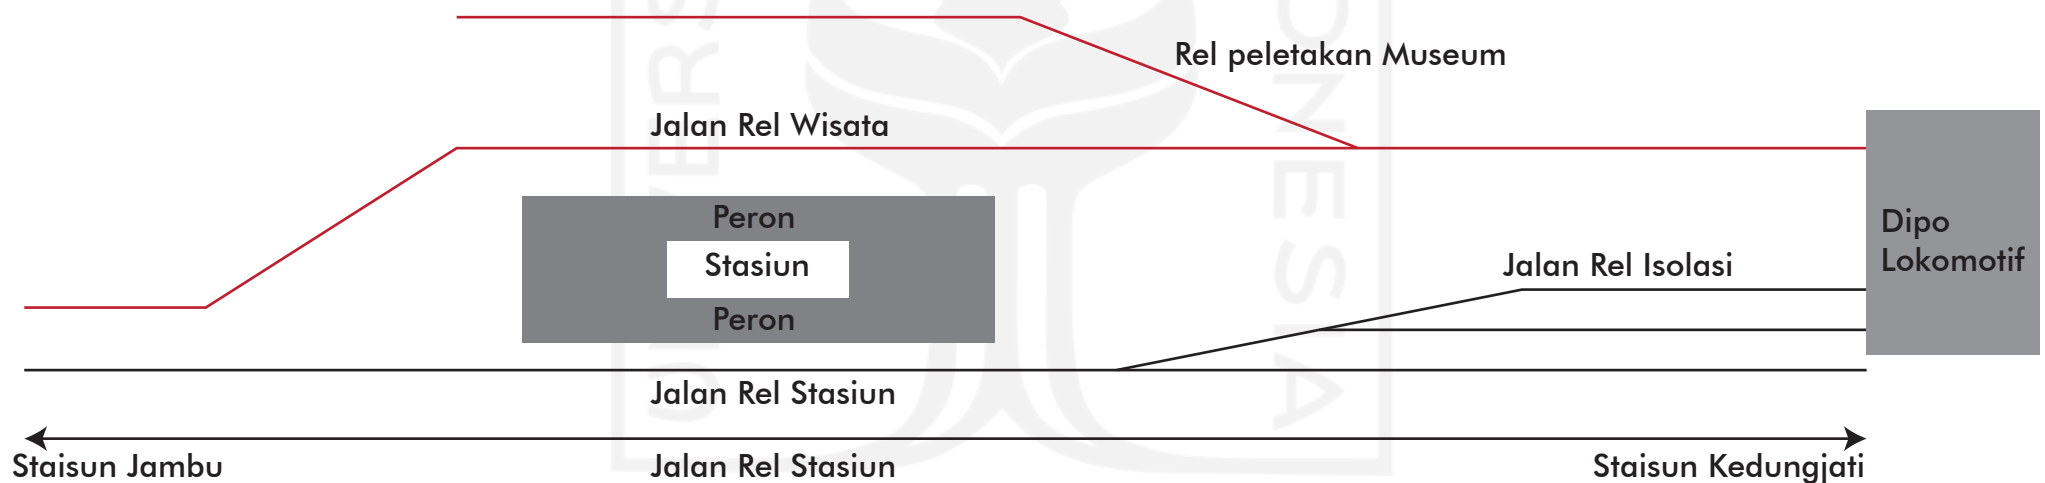 Rel peletakan Museum
Jalan Rel Wisata
Peron
Stasiun
Peron
Dipo
Lokomotif
Jalan Rel Isolasi
Jalan Rel Stasiun
Staisun Jambu
Jalan Rel Stasiun
Staisun Kedungjati